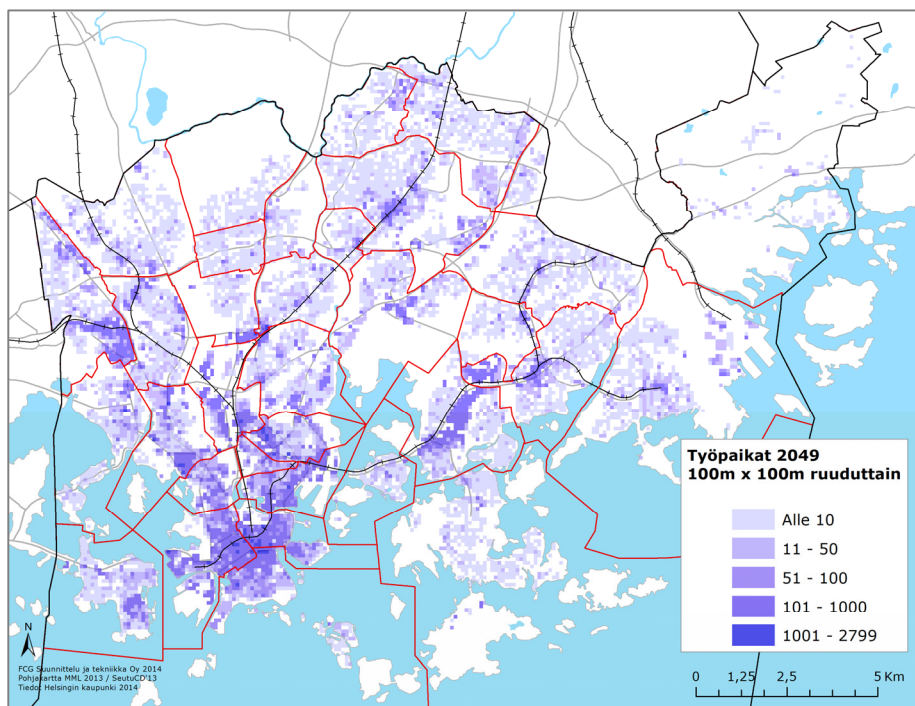 Työpaikat 2049
100m x 100m ruuduttain
Alle 10
11 - 50
51 - 100
101 - 1000
1001 - 2799
N
FCG Suunnittelu ja tekniikka Oy 2014
Pohjakartta MML 2013 / SeutuCD'13
Tiedot Helsingin kaupunki 2014
0 1,25 2,5 5 Km